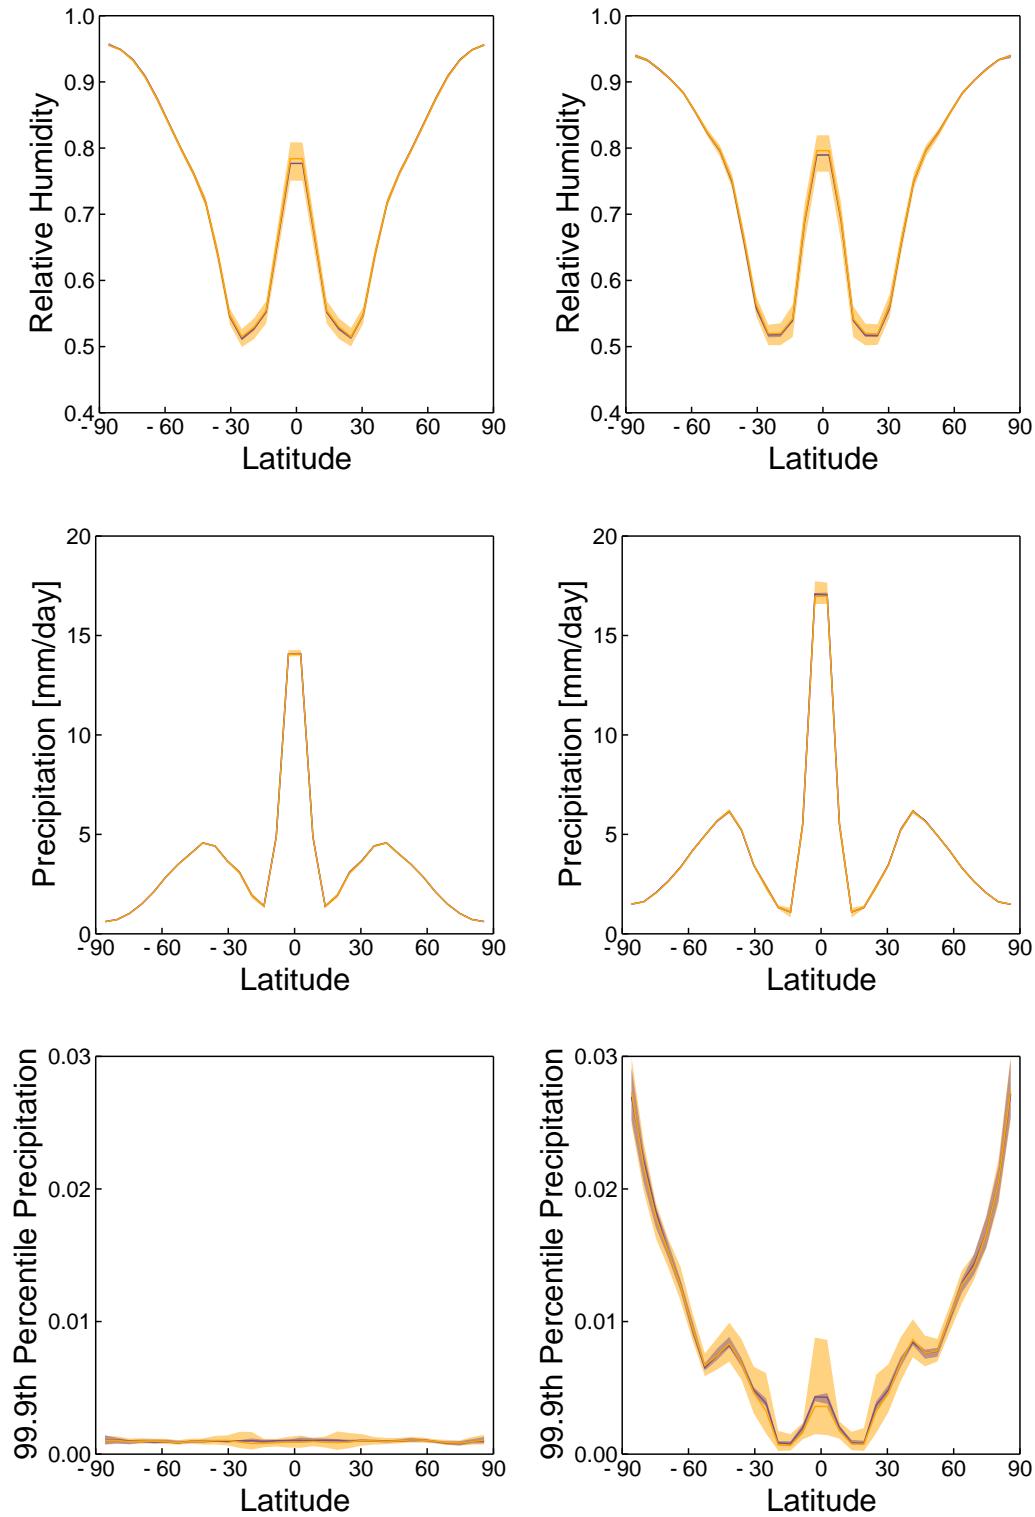 1.0
0.9
0.8
0.7
0.6
0.5
0.4
Relative Humidity
- 90 - 60 - 30 0 30 60 90
Latitude
1.0
0.9
0.8
0.7
0.6
0.5
0.4
Relative Humidity
- 90 - 60 - 30 0 30 60 90
Latitude
20
15
10
5
0
Precipitation [mm/day]
- 90 - 60 - 30 0 30 60 90
Latitude
20
15
10
5
0
Precipitation [mm/day]
- 90 - 60 - 30 0 30 60 90
Latitude
0.03
0.02
0.01
0.00
99.9th Percentile Precipitation
- 90 - 60 - 30 0 30 60 90
Latitude
0.03
0.02
0.01
0.00
99.9th Percentile Precipitation
- 90 - 60 - 30 0 30 60 90
Latitude